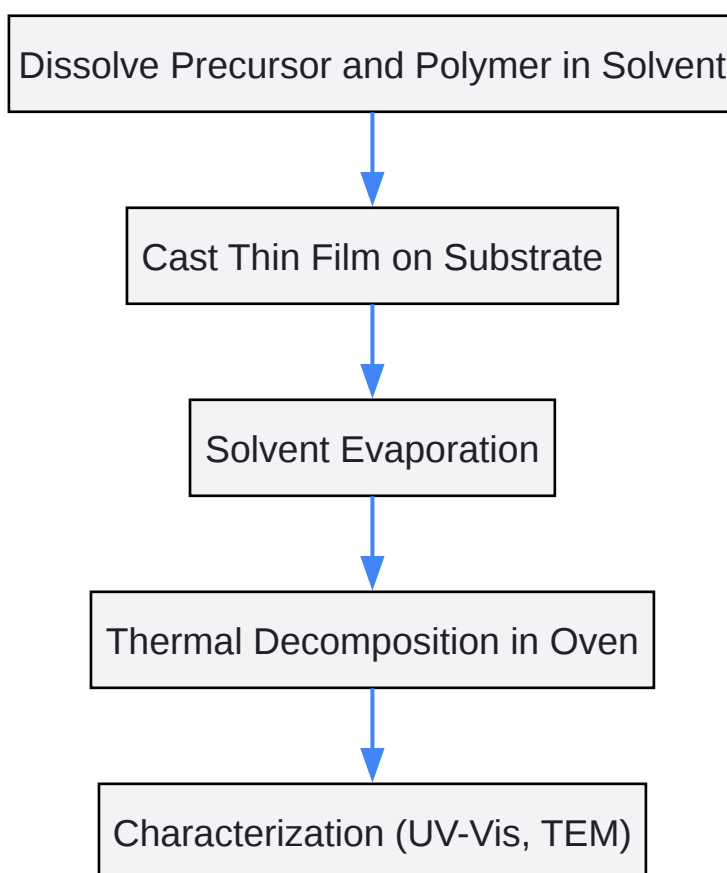 Dissolve Precursor and Polymer in Solvent
Cast Thin Film on Substrate
Solvent Evaporation
Thermal Decomposition in Oven
Characterization (UV-Vis, TEM)